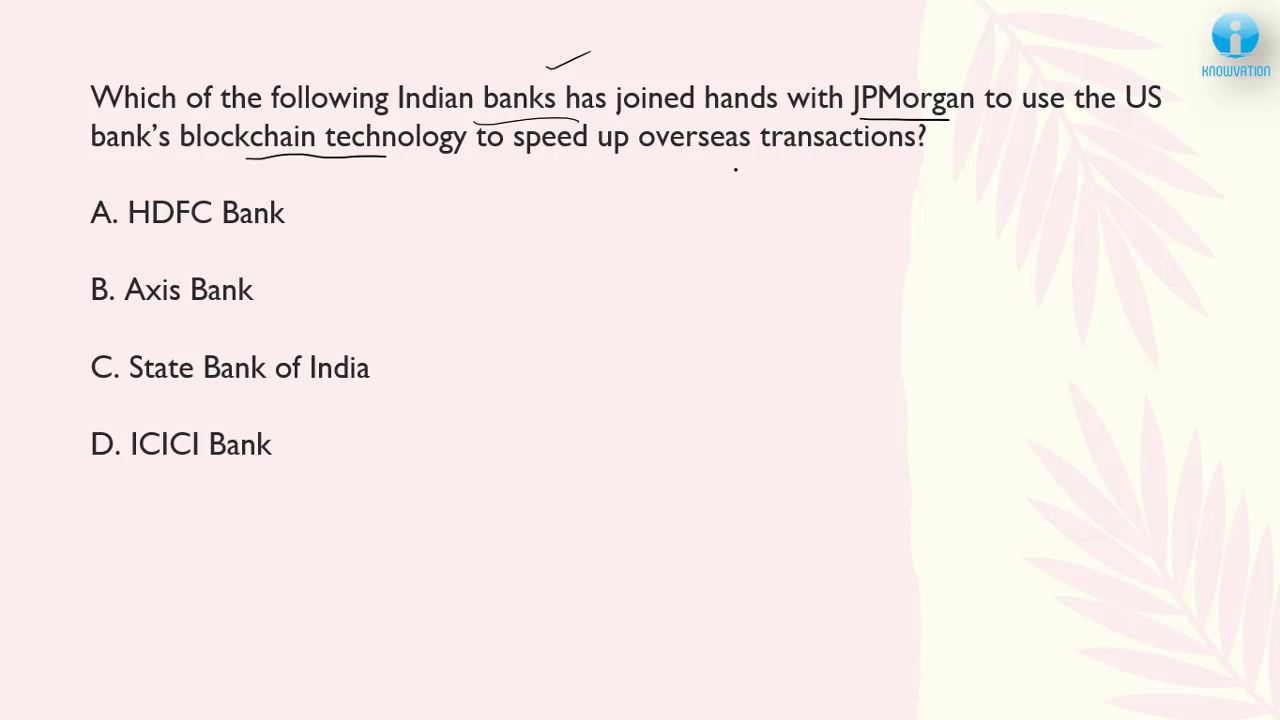 KNOWVATION
Which of the following Indian banks has joined hands with JPMorgan to use the US
bank's blockchain technology to speed up overseas transactions?
A. HDFC Bank
B. Axis Bank
C. State Bank of India
D. ICICI Bank